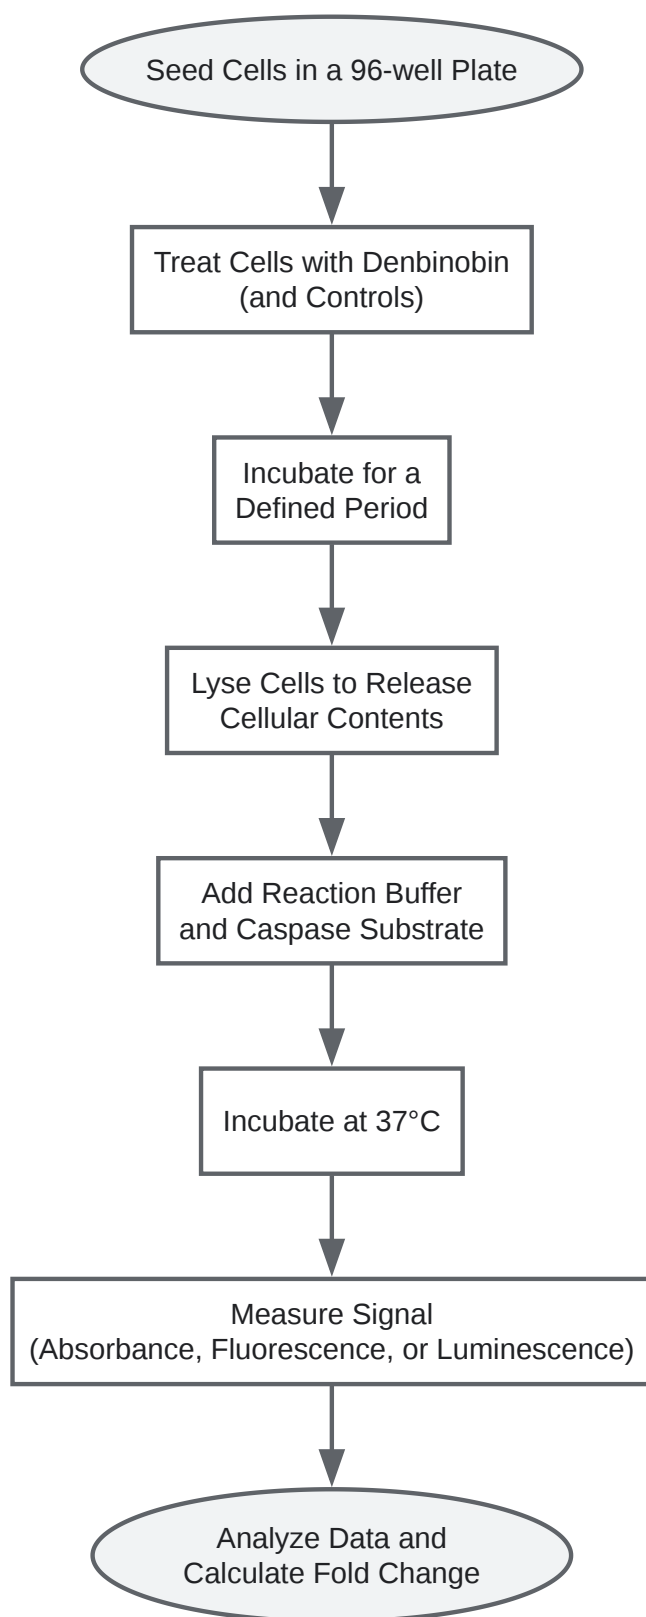 Seed Cells in a 96-well Plate
Treat Cells with Denbinobin
(and Controls)
Incubate for a
Defined Period
Lyse Cells to Release
Cellular Contents
Add Reaction Buffer
and Caspase Substrate
Incubate at 37°C
Measure Signal
(Absorbance, Fluorescence, or Luminescence)
Analyze Data and
Calculate Fold Change